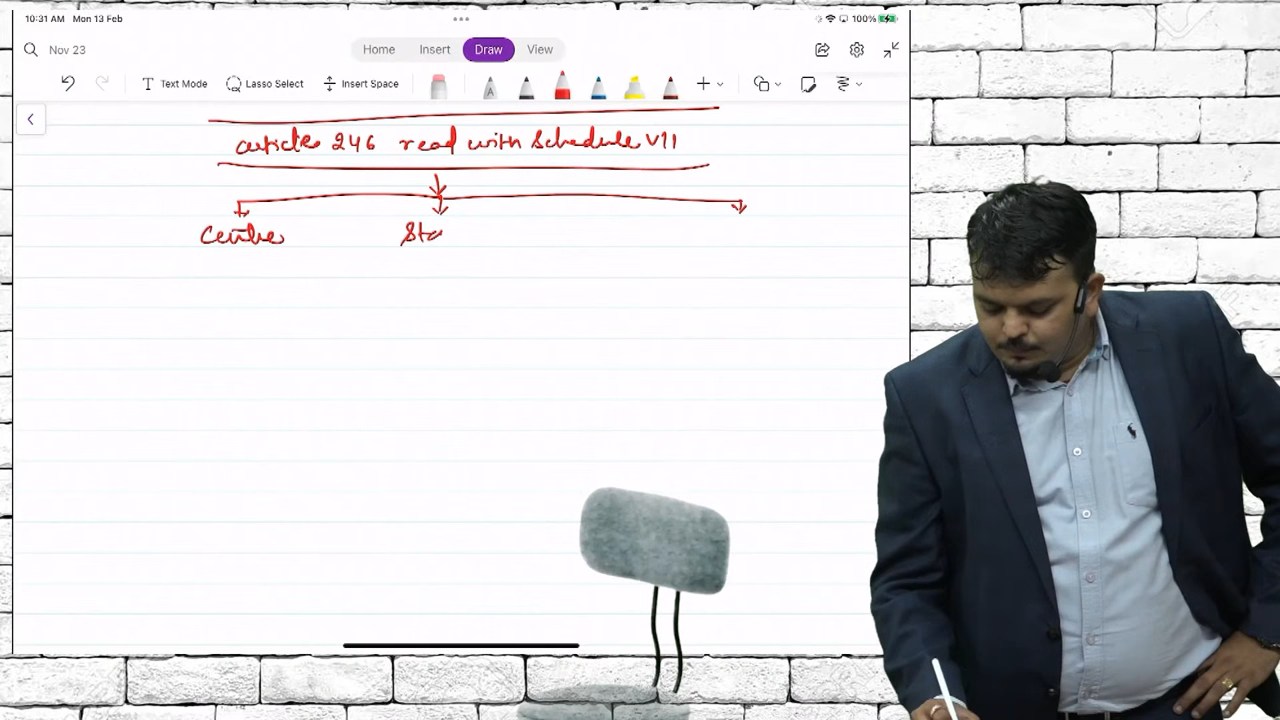 10:31 AM Mon 13 Feb
100%
Nov 23
Home Insert Draw View
Text Mode Lasso Select Insert Space
article 246 read with Schedule VII
Centre Sta